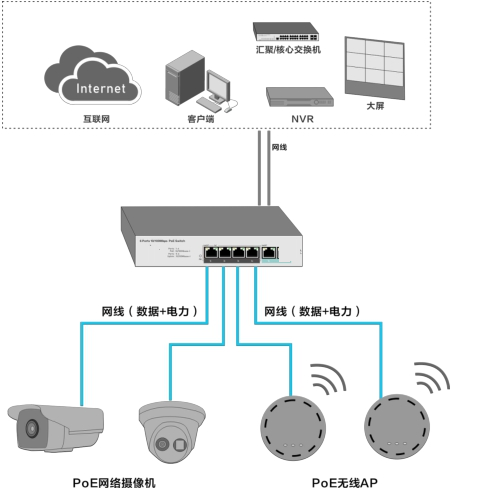 汇聚/核心交换机
Internet
互联网
客户端
NVR
大屏
网线
网线（数据+电力）
网线（数据+电力）
PoE网络摄像机
PoE无线AP